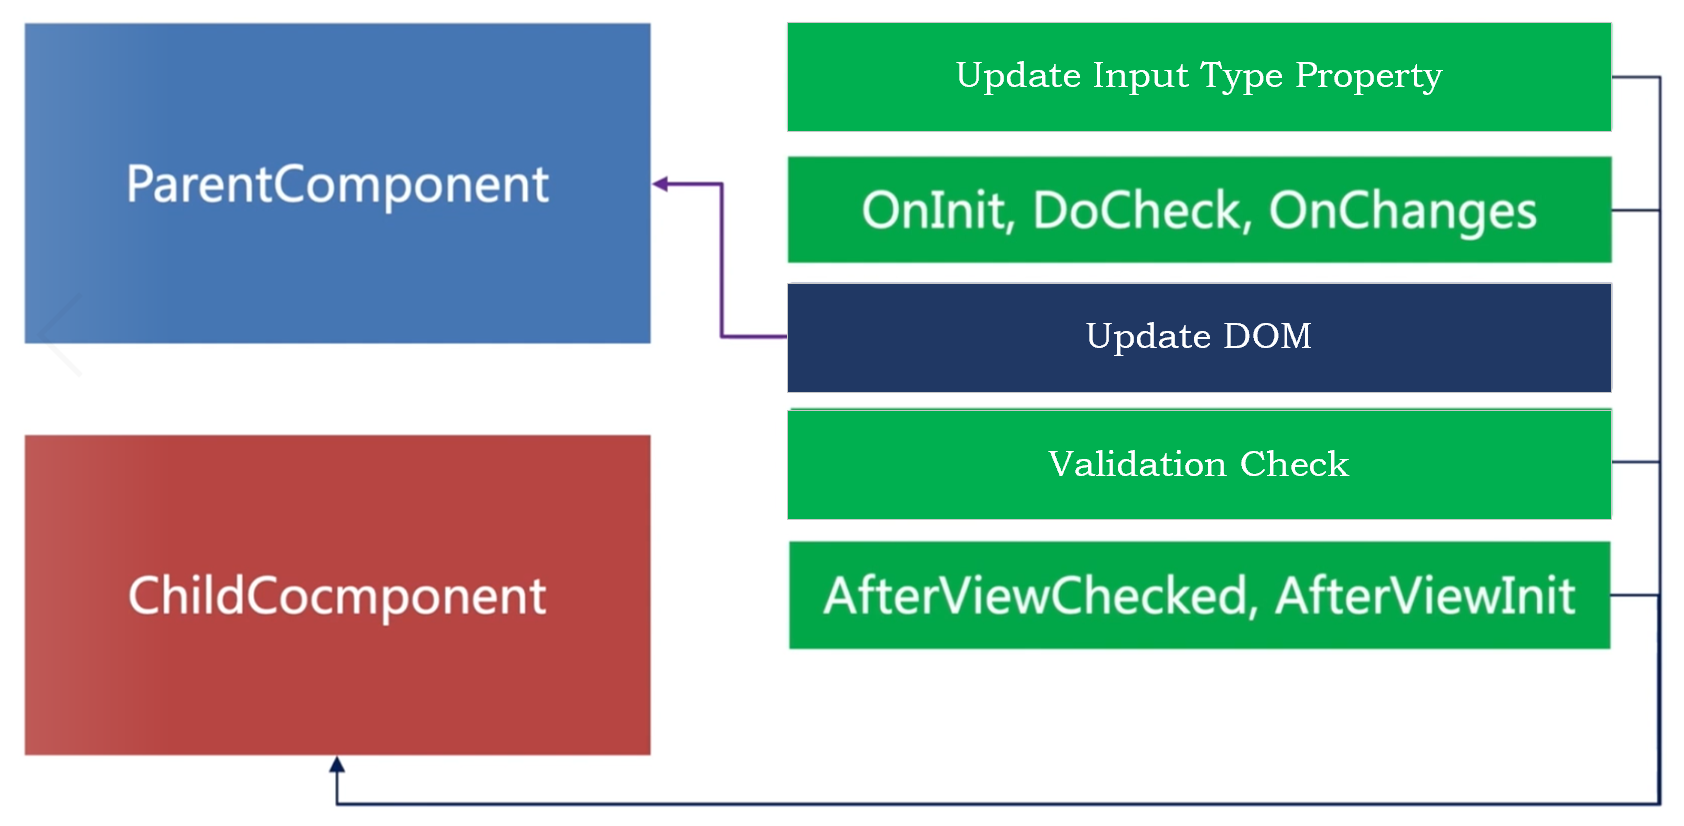 ParentComponent
ChildCocmponent
Update Input Type Property
OnInit, DoCheck, OnChanges
Update DOM
Validation Check
AfterViewChecked, AfterViewInit